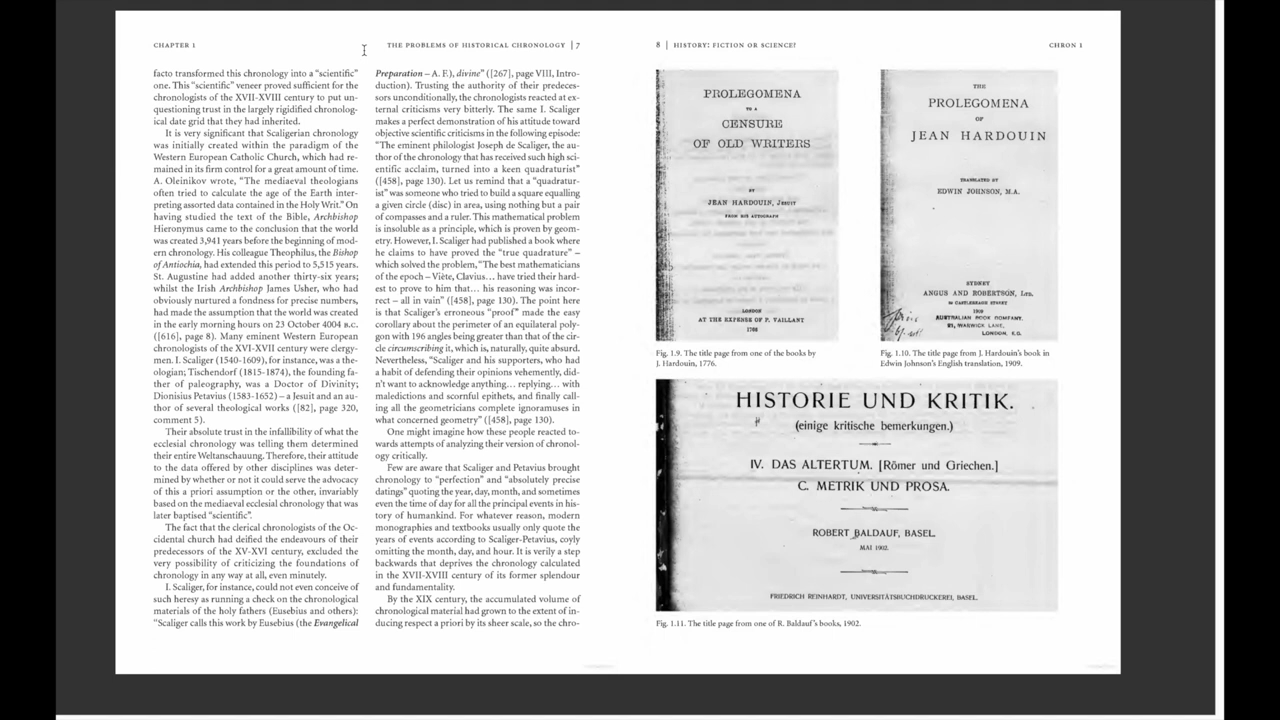 CHAPTER 1
THE PROBLEMS OF HISTORICAL CHRONOLOGY | 7
facto transformed this chronology into a “scientific”
one. This “scientific” veneer proved sufficient for the
chronologists of the XVII-XVIII century to put un-
questioning trust in the largely rigidified chronolog-
ical date grid that they had inherited.
It is very significant that Scaligerian chronology
was initially created within the paradigm of the
Western European Catholic Church, which had re-
mained in its firm control for a great amount of time.
A. Oleinikov wrote, “The mediaeval theologians
often tried to calculate the age of the Earth inter-
preting assorted data contained in the Holy Writ.” On
having studied the text of the Bible, Archbishop
Hieronymus came to the conclusion that the world
was created 3,941 years before the beginning of mod-
ern chronology. His colleague Theophilus, the Bishop
of Antiochia, had extended this period to 5,515 years.
St. Augustine had added another thirty-six years;
whilst the Irish Archbishop James Usher, who had
obviously nurtured a fondness for precise numbers,
had made the assumption that the world was created
in the early morning hours on 23 October 4004 B.C.
([616], page 8). Many eminent Western European
chronologists of the XVI-XVII century were clergy-
men. I. Scaliger (1540-1609), for instance, was a the-
ologian; Tischendorf (1815-1874), the founding fa-
ther of paleography, was a Doctor of Divinity;
Dionisius Petavius (1583-1652) – a Jesuit and an au-
thor of several theological works ([82], page 320,
comment 5).
Their absolute trust in the infallibility of what the
ecclesial chronology was telling them determined
their entire Weltanschauung. Therefore, their attitude
to the data offered by other disciplines was deter-
mined by whether or not it could serve the advocacy
of this a priori assumption or the other, invariably
based on the mediaeval ecclesial chronology that was
later baptised “scientific”.
The fact that the clerical chronologists of the Oc-
cidental church had deified the endeavours of their
predecessors of the XV-XVI century, excluded the
very possibility of criticizing the foundations of
chronology in any way at all, even minutely.
I. Scaliger, for instance, could not even conceive of
such heresy as running a check on the chronological
materials of the holy fathers (Eusebius and others):
“Scaliger calls this work by Eusebius (the Evangelical
Preparation – A. F.), divine” ([267], page VIII, Intro-
duction). Trusting the authority of their predeces-
sors unconditionally, the chronologists reacted at ex-
ternal criticisms very bitterly. The same I. Scaliger
makes a perfect demonstration of his attitude toward
objective scientific criticisms in the following episode:
“The eminent philologist Joseph de Scaliger, the au-
thor of the chronology that has received such high sci-
entific acclaim, turned into a keen quadraturist”
([458], page 130). Let us remind that a “quadratur-
ist” was someone who tried to build a square equalling
a given circle (disc) in area, using nothing but a pair
of compasses and a ruler. This mathematical problem
is insoluble as a principle, which is proven by geom-
etry. However, I. Scaliger had published a book where
he claims to have proved the “true quadrature” –
which solved the problem, “The best mathematicians
of the epoch – Viète, Clavius… have tried their hard-
est to prove to him that… his reasoning was incor-
rect – all in vain” ([458], page 130). The point here
is that Scaliger’s erroneous “proof” made the easy
corollary about the perimeter of an equilateral poly-
gon with 196 angles being greater than that of the cir-
cle circumscribing it, which is, naturally, quite absurd.
Nevertheless, “Scaliger and his supporters, who had
a habit of defending their opinions vehemently, did-
n’t want to acknowledge anything… replying… with
maledictions and scornful epithets, and finally call-
ing all the geometricians complete ignoramuses in
what concerned geometry” ([458], page 130).
One might imagine how these people reacted to-
wards attempts of analyzing their version of chronol-
ogy critically.
Few are aware that Scaliger and Petavius brought
chronology to “perfection” and “absolutely precise
datings” quoting the year, day, month, and sometimes
even the time of day for all the principal events in his-
tory of humankind. For whatever reason, modern
monographies and textbooks usually only quote the
years of events according to Scaliger-Petavius, coyly
omitting the month, day, and hour. It is verily a step
backwards that deprives the chronology calculated
in the XVII-XVIII century of its former splendour
and fundamentality.
By the XIX century, the accumulated volume of
chronological material had grown to the extent of in-
ducing respect a priori by its sheer scale, so the chro-
8 | HISTORY: FICTION OR SCIENCE?
CHRON 1
PROLEGOMENA
TO A
CENSURE
OF OLD WRITERS
BY
JEAN HARDOUIN, JESUIT
FROM HIS AUTOGRAPH
LONDON
AT THE EXPENSE OF P. VAILLANT
1766
Fig. 1.9. The title page from one of the books by
J. Hardouin, 1776.
THE
PROLEGOMENA
OF
JEAN HARDOUIN
TRANSLATED BY
EDWIN JOHNSON, M.A.
SYDNEY
ANGUS AND ROBERTSON, LTD.
89 CASTLEREAGH STREET
1909
AUSTRALIAN BOOK COMPANY,
21, WARWICK LANE,
LONDON, E.C.
Fig. 1.10. The title page from J. Hardouin’s book in
Edwin Johnson’s English translation, 1909.
HISTORIE UND KRITIK.
(einige kritische bemerkungen.)
IV. DAS ALTERTUM. [Römer und Griechen.]
C. METRIK UND PROSA.
ROBERT BALDAUF, BASEL.
MAI 1902.
FRIEDRICH REINHARDT, UNIVERSITÄTSBUCHDRUCKEREI, BASEL.
Fig. 1.11. The title page from one of R. Baldauf’s books, 1902.